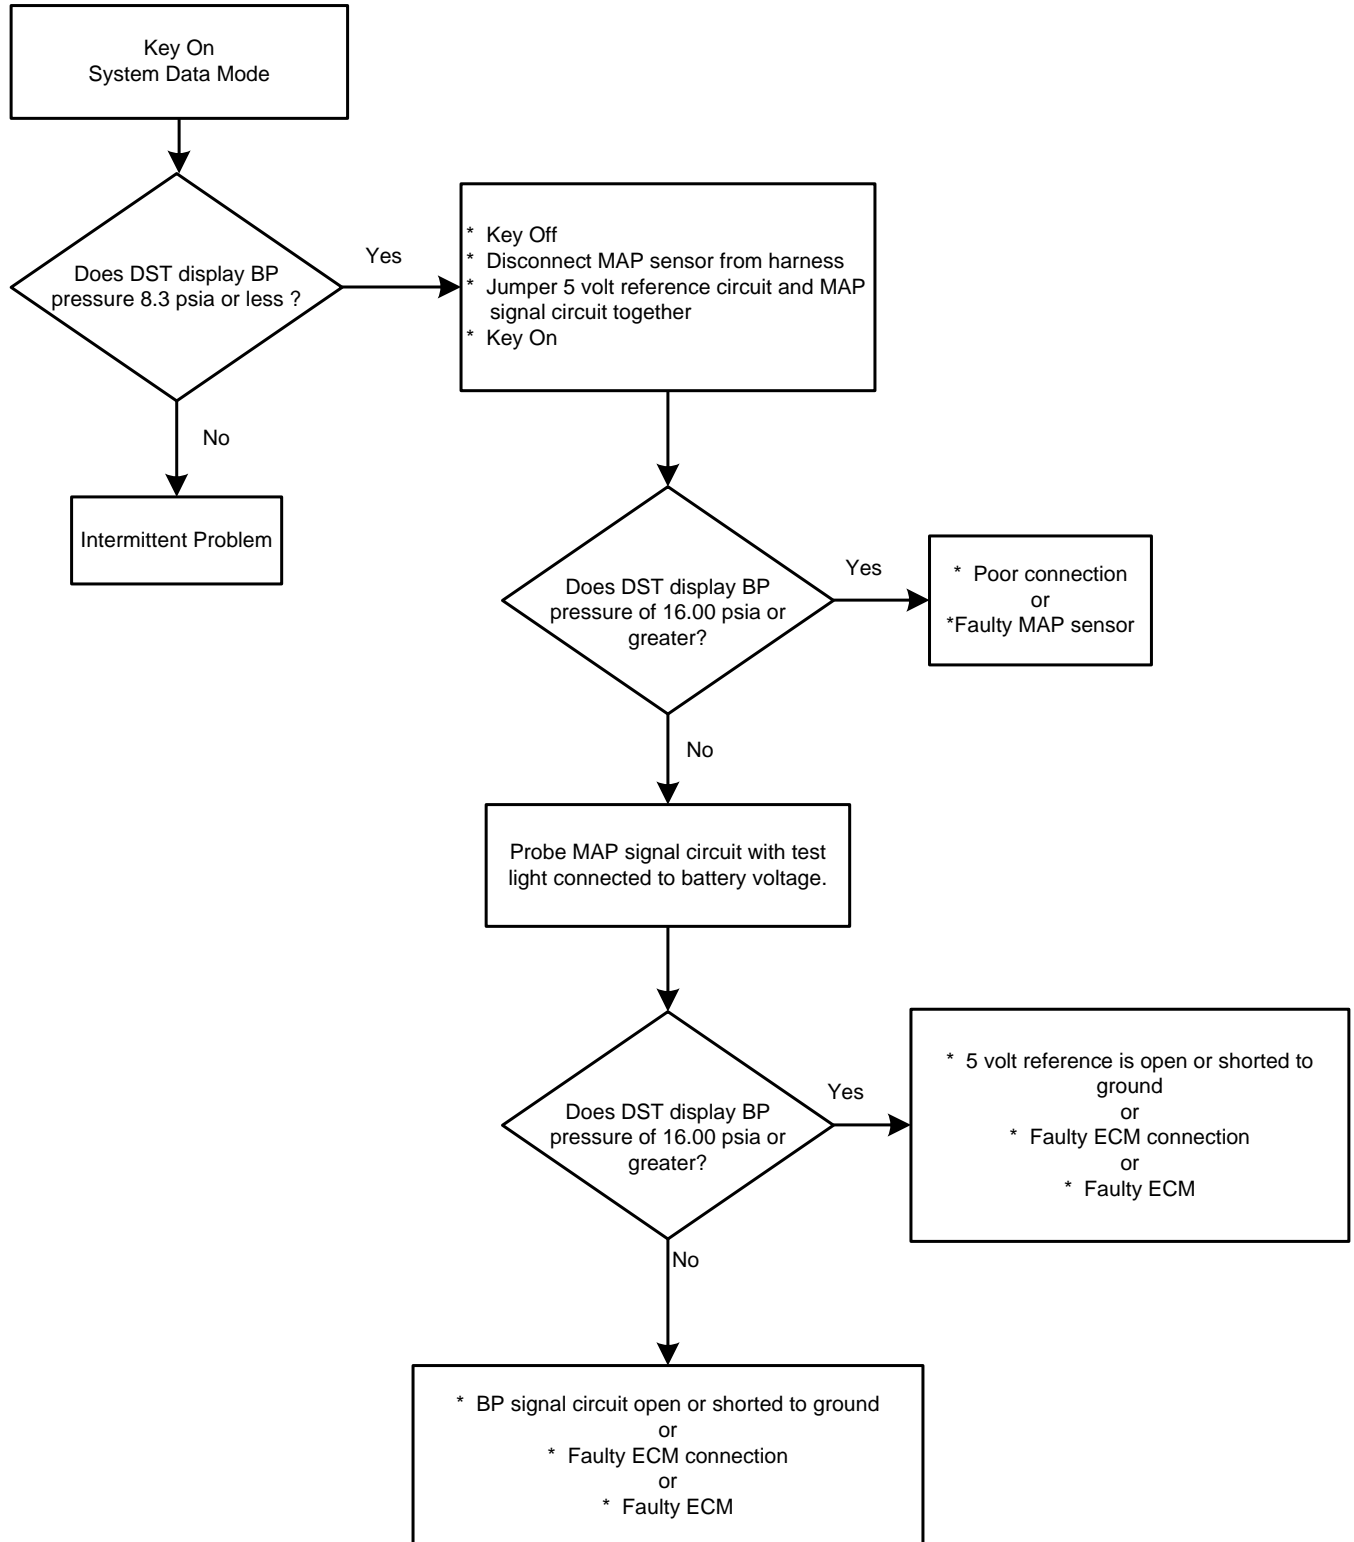 Key On
System Data Mode
Does DST display BP
pressure 8.3 psia or less ?
Yes
* Key Off
* Disconnect MAP sensor from harness
* Jumper 5 volt reference circuit and MAP
signal circuit together
* Key On
No
Intermittent Problem
Does DST display BP
pressure of 16.00 psia or
greater?
Yes
* Poor connection
or
*Faulty MAP sensor
No
Probe MAP signal circuit with test
light connected to battery voltage.
Does DST display BP
pressure of 16.00 psia or
greater?
Yes
* 5 volt reference is open or shorted to
ground
or
* Faulty ECM connection
or
* Faulty ECM
No
* BP signal circuit open or shorted to ground
or
* Faulty ECM connection
or
* Faulty ECM